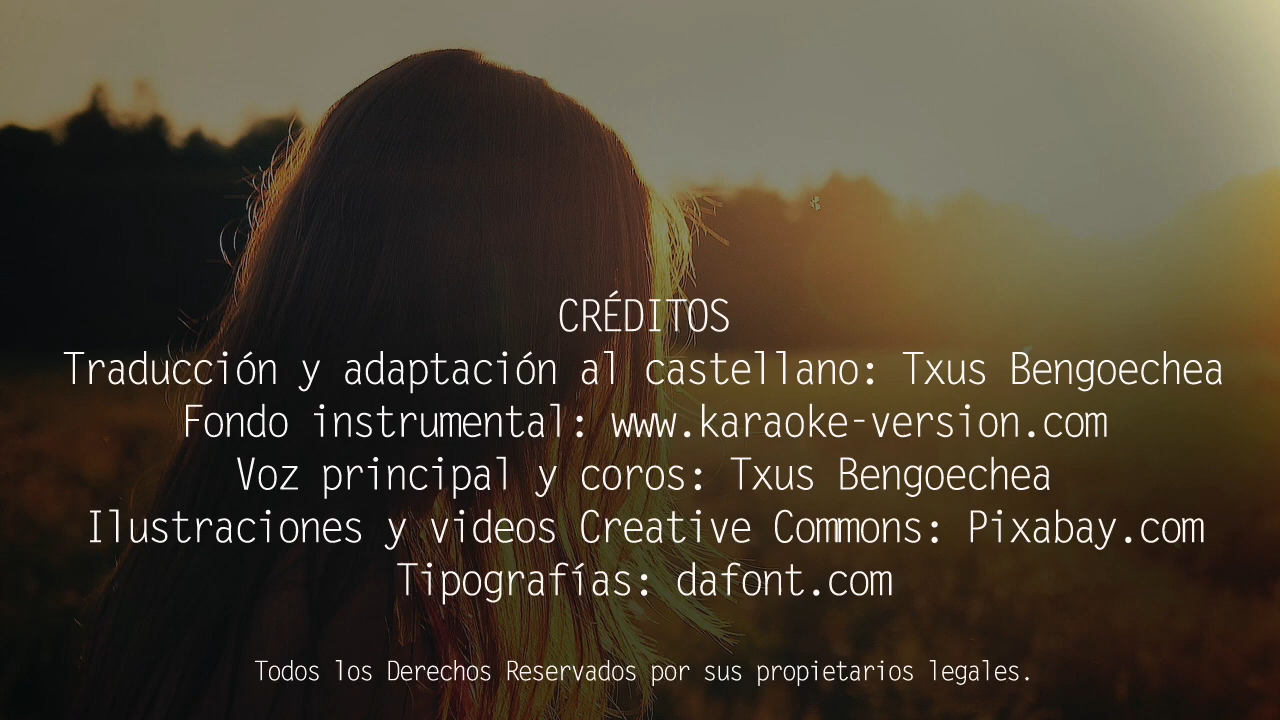 CRÉDITOS
Traducción y adaptación al castellano: Txus Bengoechea
Fondo instrumental: www.karaoke-version.com
Voz principal y coros: Txus Bengoechea
Ilustraciones y videos Creative Commons: Pixabay.com
Tipografías: dafont.com
Todos los Derechos Reservados por sus propietarios legales.